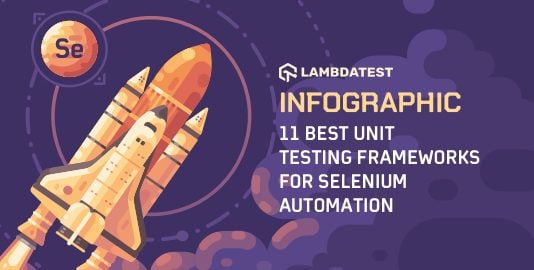 Se
LAMBDATEST
INFOGRAPHIC
11 BEST UNIT
TESTING FRAMEWORKS
FOR SELENIUM
AUTOMATION